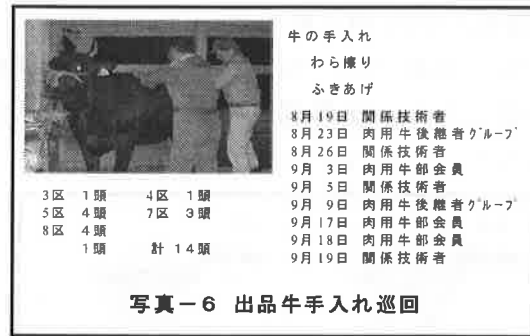 牛の手入れ
わら擦り
ふきあげ
8月19日 関係技術者
8月23日 肉用牛後継者グループ
8月26日 関係技術者
9月 3日 肉用牛部会員
9月 5日 関係技術者
9月 9日 肉用牛後継者グループ
9月17日 肉用牛部会員
9月18日 肉用牛部会員
9月19日 関係技術者
3区 1頭 4区 1頭
5区 4頭 7区 3頭
8区 4頭
1頭 計 14頭
写真−6 出品牛手入れ巡回